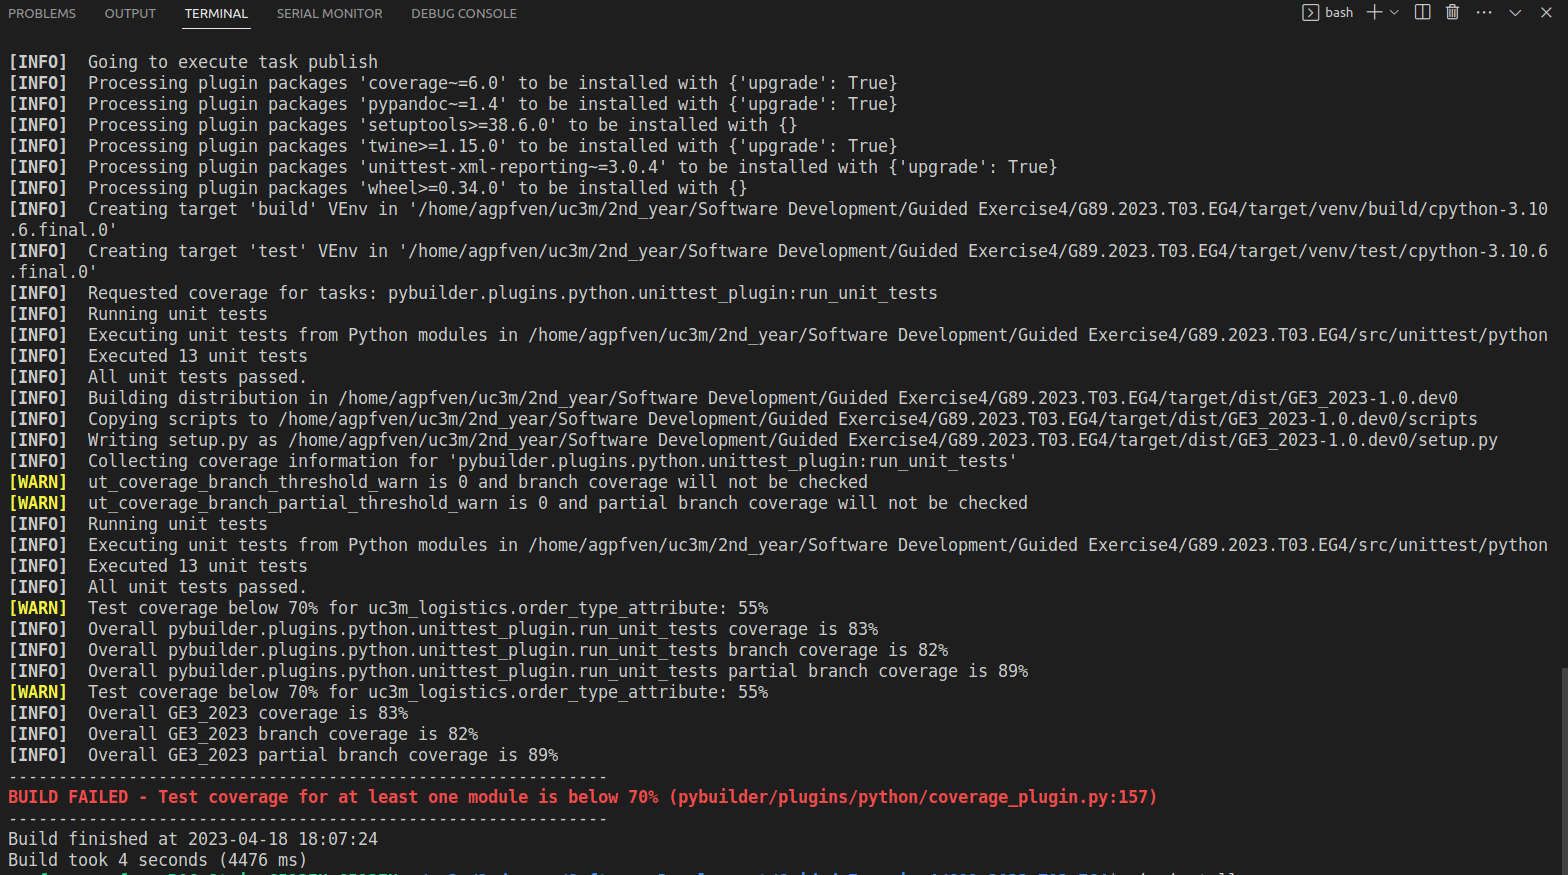 PROBLEMS OUTPUT TERMINAL SERIAL MONITOR DEBUG CONSOLE bash
[INFO]  Going to execute task publish
[INFO]  Processing plugin packages 'coverage~=6.0' to be installed with {'upgrade': True}
[INFO]  Processing plugin packages 'pypandoc~=1.4' to be installed with {'upgrade': True}
[INFO]  Processing plugin packages 'setuptools>=38.6.0' to be installed with {}
[INFO]  Processing plugin packages 'twine>=1.15.0' to be installed with {'upgrade': True}
[INFO]  Processing plugin packages 'unittest-xml-reporting~=3.0.4' to be installed with {'upgrade': True}
[INFO]  Processing plugin packages 'wheel>=0.34.0' to be installed with {}
[INFO]  Creating target 'build' VEnv in '/home/agpfven/uc3m/2nd_year/Software Development/Guided Exercise4/G89.2023.T03.EG4/target/venv/build/cpython-3.10
.6.final.0'
[INFO]  Creating target 'test' VEnv in '/home/agpfven/uc3m/2nd_year/Software Development/Guided Exercise4/G89.2023.T03.EG4/target/venv/test/cpython-3.10.6
.final.0'
[INFO]  Requested coverage for tasks: pybuilder.plugins.python.unittest_plugin:run_unit_tests
[INFO]  Running unit tests
[INFO]  Executing unit tests from Python modules in /home/agpfven/uc3m/2nd_year/Software Development/Guided Exercise4/G89.2023.T03.EG4/src/unittest/python
[INFO]  Executed 13 unit tests
[INFO]  All unit tests passed.
[INFO]  Building distribution in /home/agpfven/uc3m/2nd_year/Software Development/Guided Exercise4/G89.2023.T03.EG4/target/dist/GE3_2023-1.0.dev0
[INFO]  Copying scripts to /home/agpfven/uc3m/2nd_year/Software Development/Guided Exercise4/G89.2023.T03.EG4/target/dist/GE3_2023-1.0.dev0/scripts
[INFO]  Writing setup.py as /home/agpfven/uc3m/2nd_year/Software Development/Guided Exercise4/G89.2023.T03.EG4/target/dist/GE3_2023-1.0.dev0/setup.py
[INFO]  Collecting coverage information for 'pybuilder.plugins.python.unittest_plugin:run_unit_tests'
[WARN]  ut_coverage_branch_threshold_warn is 0 and branch coverage will not be checked
[WARN]  ut_coverage_branch_partial_threshold_warn is 0 and partial branch coverage will not be checked
[INFO]  Running unit tests
[INFO]  Executing unit tests from Python modules in /home/agpfven/uc3m/2nd_year/Software Development/Guided Exercise4/G89.2023.T03.EG4/src/unittest/python
[INFO]  Executed 13 unit tests
[INFO]  All unit tests passed.
[WARN]  Test coverage below 70% for uc3m_logistics.order_type_attribute: 55%
[INFO]  Overall pybuilder.plugins.python.unittest_plugin.run_unit_tests coverage is 83%
[INFO]  Overall pybuilder.plugins.python.unittest_plugin.run_unit_tests branch coverage is 82%
[INFO]  Overall pybuilder.plugins.python.unittest_plugin.run_unit_tests partial branch coverage is 89%
[WARN]  Test coverage below 70% for uc3m_logistics.order_type_attribute: 55%
[INFO]  Overall GE3_2023 coverage is 83%
[INFO]  Overall GE3_2023 branch coverage is 82%
[INFO]  Overall GE3_2023 partial branch coverage is 89%
------------------------------------------------------------
BUILD FAILED - Test coverage for at least one module is below 70% (pybuilder/plugins/python/coverage_plugin.py:157)
------------------------------------------------------------
Build finished at 2023-04-18 18:07:24
Build took 4 seconds (4476 ms)